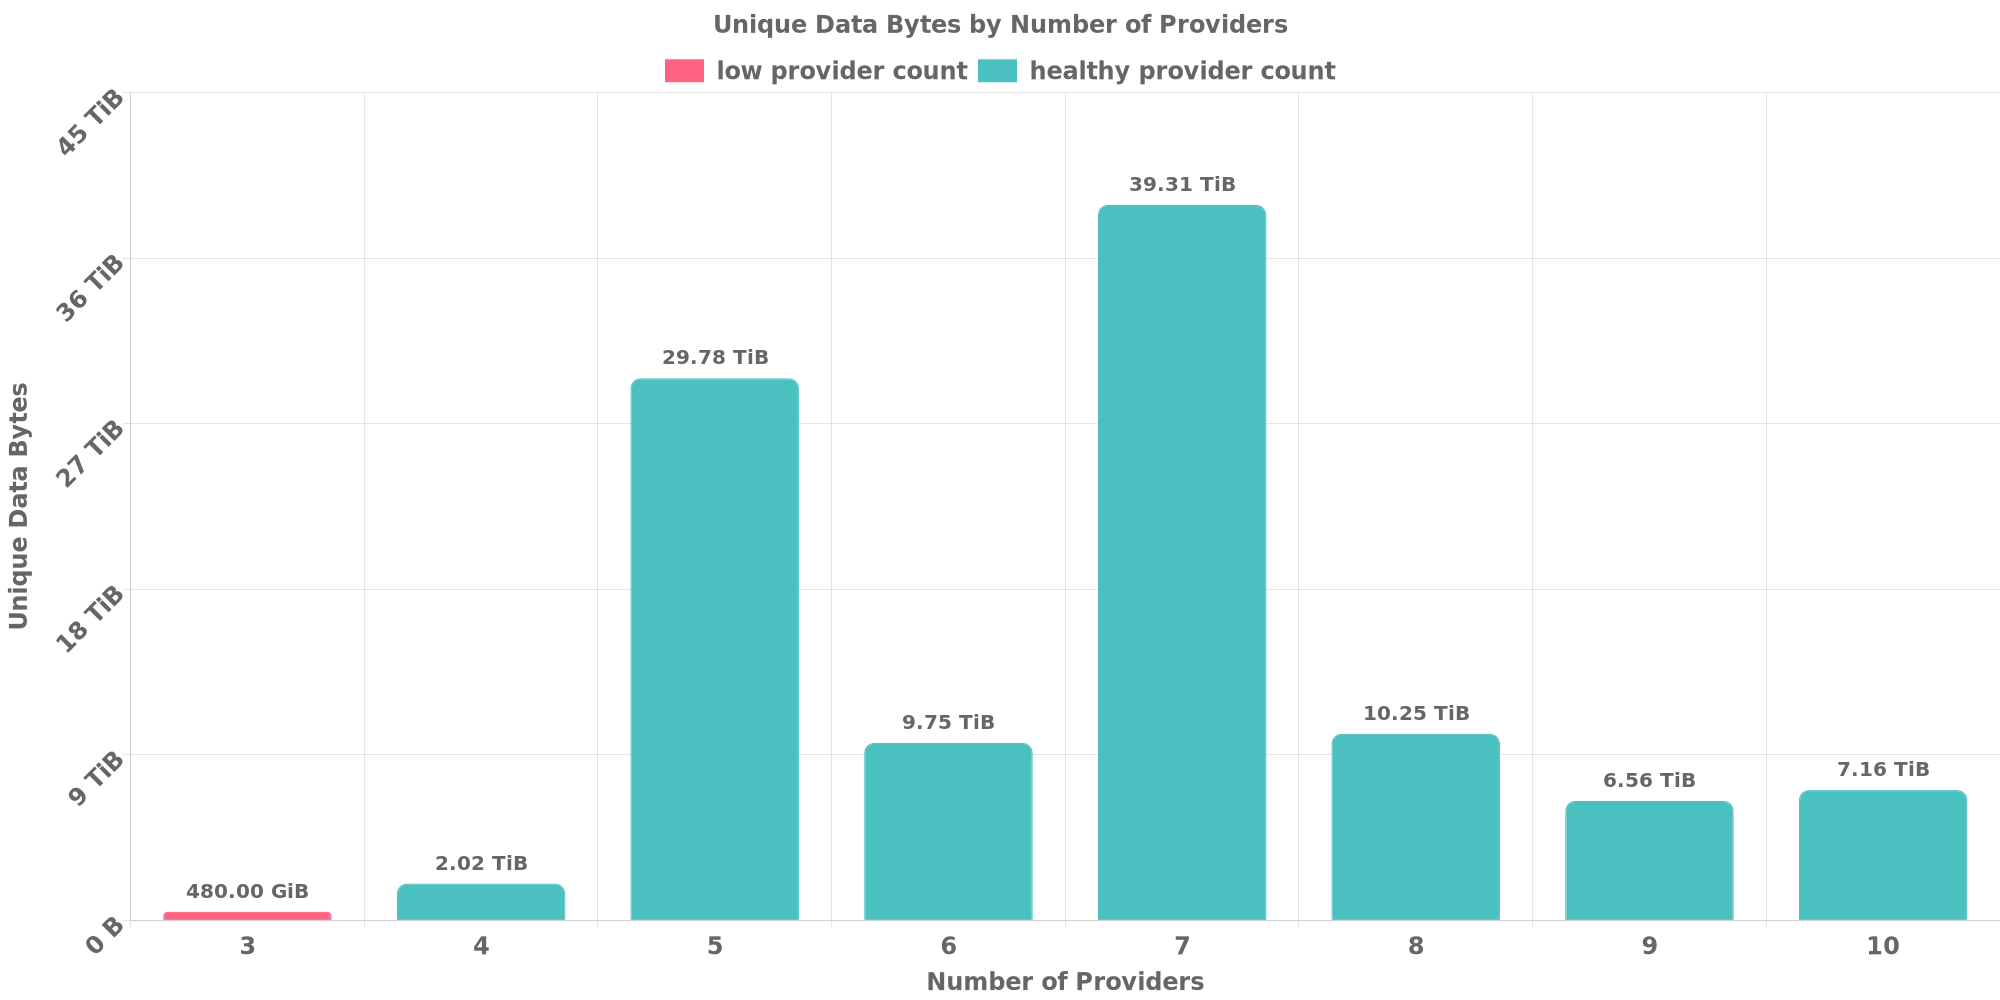 Unique Data Bytes by Number of Providers
low provider count healthy provider count
45 TiB
36 TiB
27 TiB
18 TiB
9 TiB
0 B
Unique Data Bytes
480.00 GiB
2.02 TiB
29.78 TiB
9.75 TiB
39.31 TiB
10.25 TiB
6.56 TiB
7.16 TiB
3 4 5 6 7 8 9 10
Number of Providers